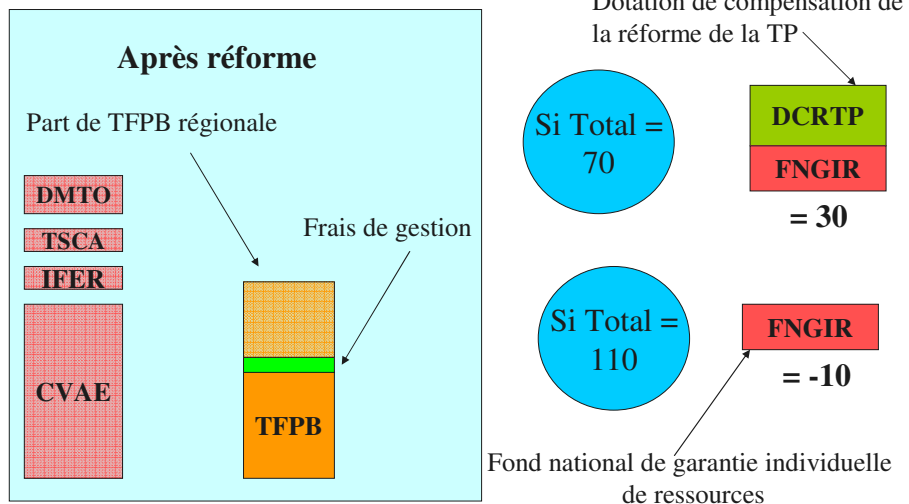 Dotation de compensation de
la réforme de la TP
Après réforme
Part de TFPB régionale
DMTO
TSCA
IFER
CVAE
Frais de gestion
TFPB
Si Total =
70
DCRTP
FNGIR
= 30
Si Total =
110
FNGIR
= -10
Fond national de garantie individuelle
de ressources